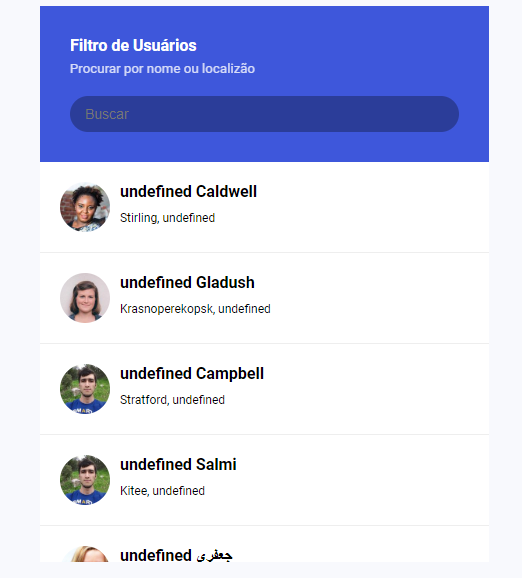 Filtro de Usuários
Procurar por nome ou localizão
Buscar
undefined Caldwell
Stirling, undefined
undefined Gladush
Krasnoperekopsk, undefined
undefined Campbell
Stratford, undefined
undefined Salmi
Kitee, undefined
undefined جعفری